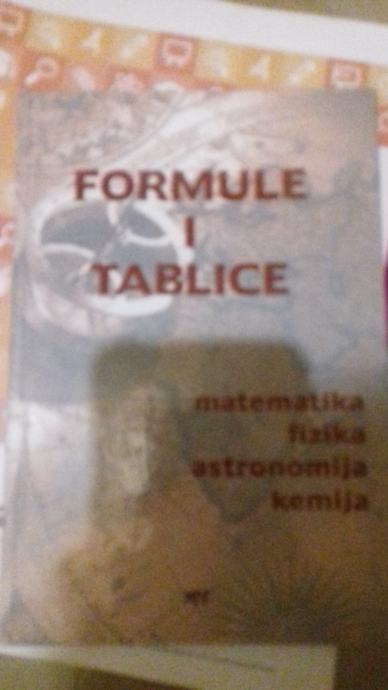 FORMULE
I
TABLICE
matematika
fizika
astronomija
kemija